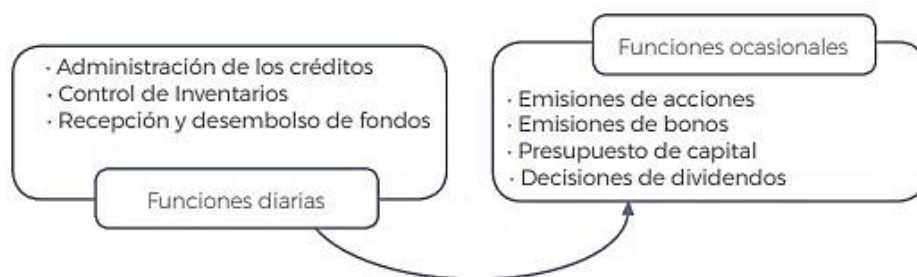 · Administración de los créditos
· Control de Inventarios
· Recepción y desembolso de fondos
Funciones diarias
Funciones ocasionales
· Emisiones de acciones
· Emisiones de bonos
· Presupuesto de capital
· Decisiones de dividendos